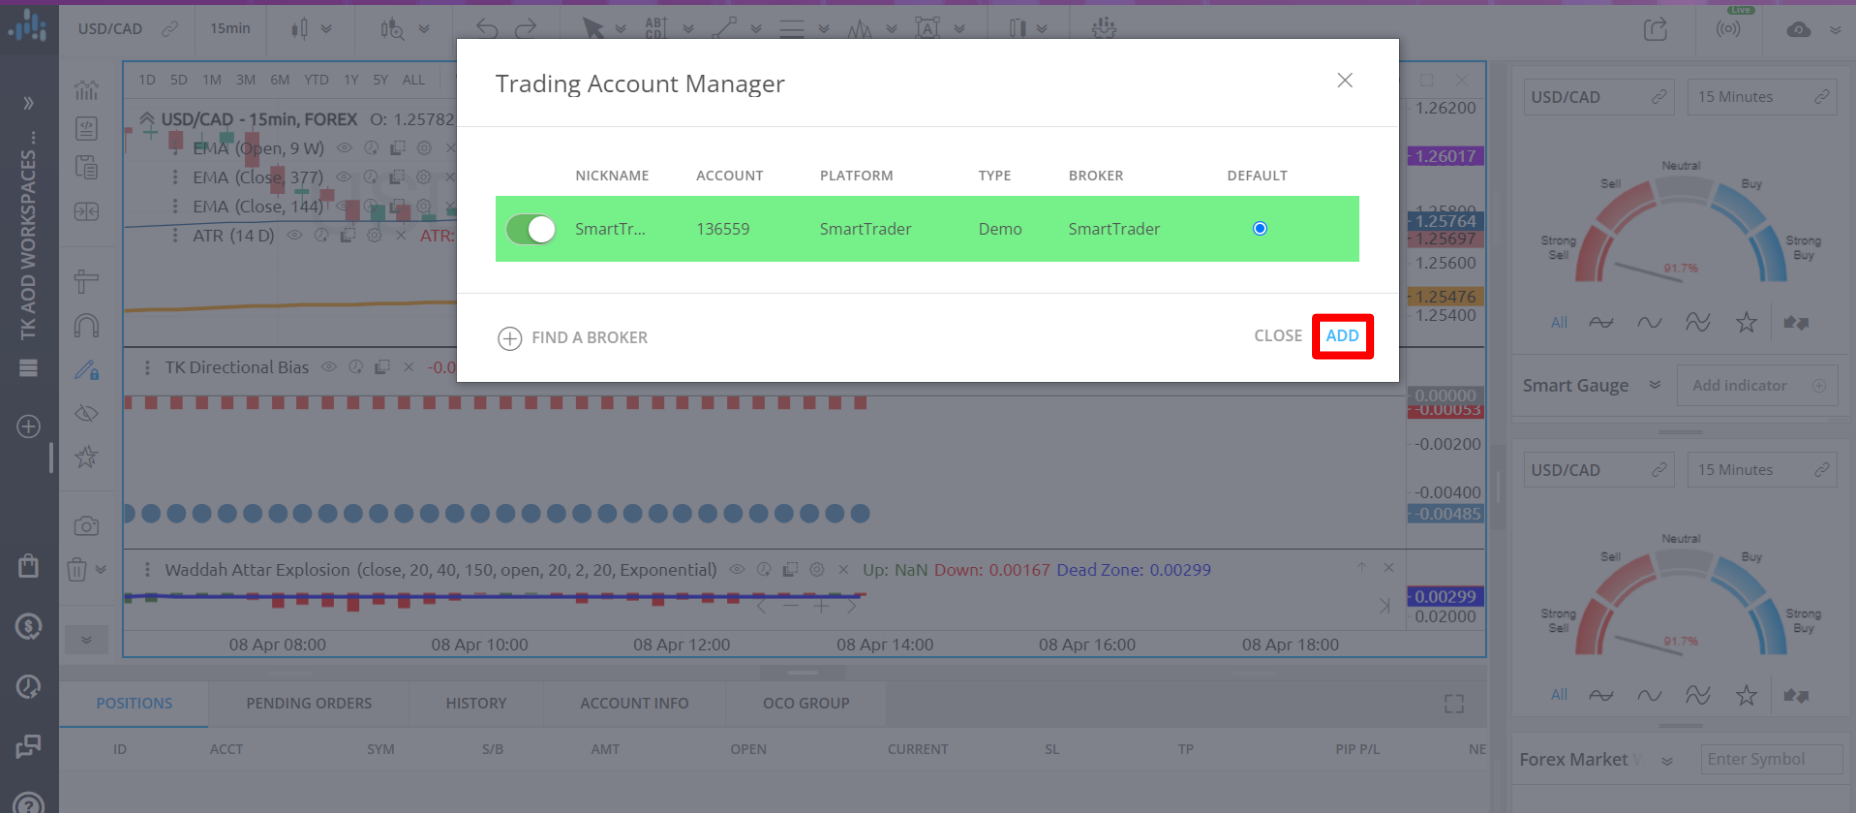 USD/CAD
15min
Live
TK AOD WORKSPACES ...
1D 5D 1M 3M 6M YTD 1Y 5Y ALL
USD/CAD - 15min, FOREX O: 1.25782
EMA (Open, 9 W)
EMA (Close, 377)
EMA (Close, 144)
ATR (14 D) ATR:
Trading Account Manager
NICKNAME ACCOUNT PLATFORM TYPE BROKER DEFAULT
SmartTr... 136559 SmartTrader Demo SmartTrader
FIND A BROKER
CLOSE ADD
1.26200
1.26017
1.25800
1.25764
1.25697
1.25600
1.25476
1.25400
TK Directional Bias -0.0
0.00000
-0.00053
-0.00200
-0.00400
-0.00485
Waddah Attar Explosion (close, 20, 40, 150, open, 20, 2, 20, Exponential) Up: NaN Down: 0.00167 Dead Zone: 0.00299
0.00299
0.02000
08 Apr 08:00 08 Apr 10:00 08 Apr 12:00 08 Apr 14:00 08 Apr 16:00 08 Apr 18:00
POSITIONS PENDING ORDERS HISTORY ACCOUNT INFO OCO GROUP
ID ACCT SYM S/B AMT OPEN CURRENT SL TP PIP P/L NE
USD/CAD 15 Minutes
Neutral
Sell Buy
Strong Sell
Strong Buy
91.7%
All
Smart Gauge Add indicator
USD/CAD 15 Minutes
Neutral
Sell Buy
Strong Sell
Strong Buy
91.7%
All
Forex Market Enter Symbol